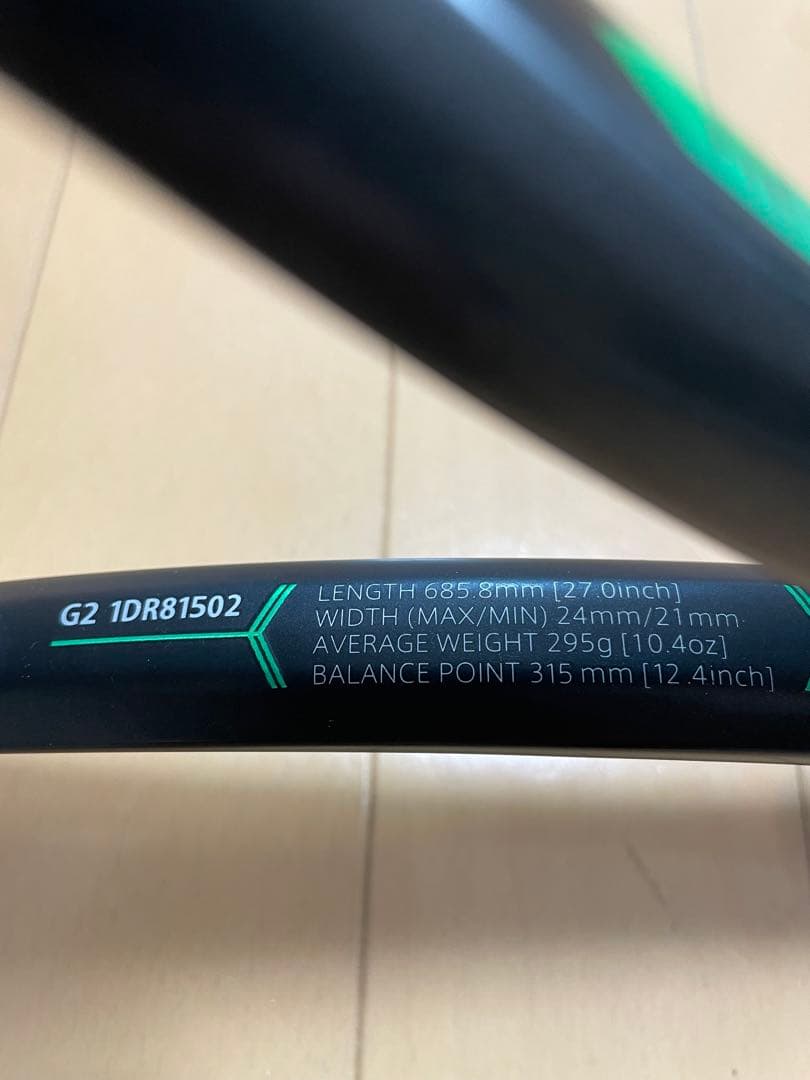 G2 1DR81502
LENGTH 685.8mm [27.0inch]
WIDTH (MAX/MIN) 24mm/21mm
AVERAGE WEIGHT 295g [10.4oz]
BALANCE POINT 315 mm [12.4inch]